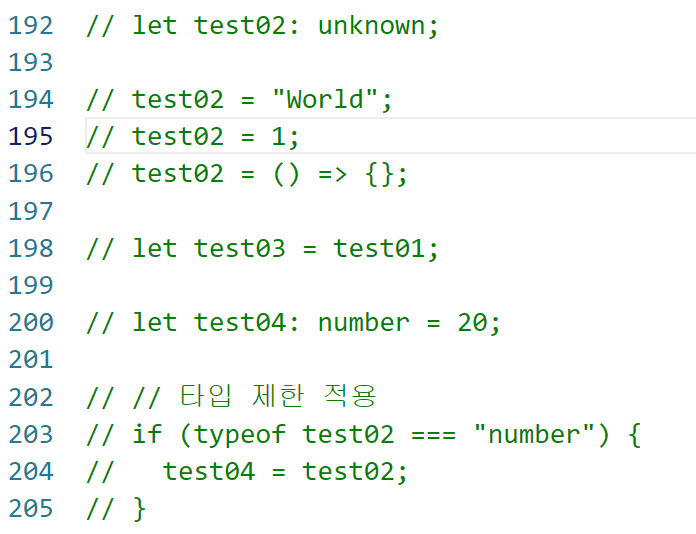 192 // let test02: unknown;
193
194 // test02 = "World";
195 // test02 = 1;
196 // test02 = () => {};
197
198 // let test03 = test01;
199
200 // let test04: number = 20;
201
202 // // 타입 제한 적용
203 // if (typeof test02 === "number") {
204 //   test04 = test02;
205 // }